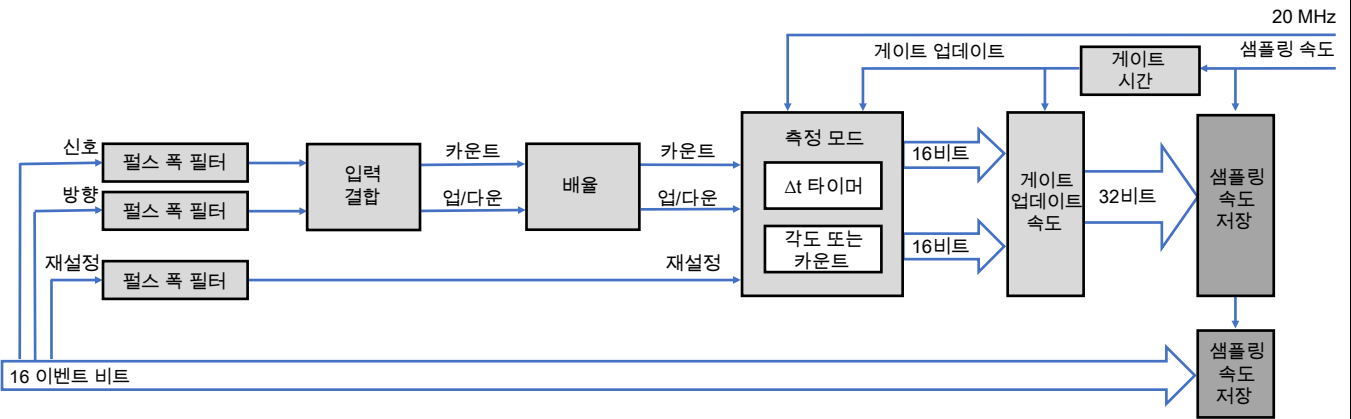 20 MHz
게이트 업데이트
게이트
시간
샘플링 속도
신호
펄스 폭 필터
방향
펄스 폭 필터
재설정
펄스 폭 필터
입력
결합
카운트
업/다운
배율
카운트
업/다운
재설정
측정 모드
Δt 타이머
각도 또는
카운트
16비트
16비트
게이트
업데이트
속도
32비트
샘플링
속도
저장
16 이벤트 비트
샘플링
속도
저장